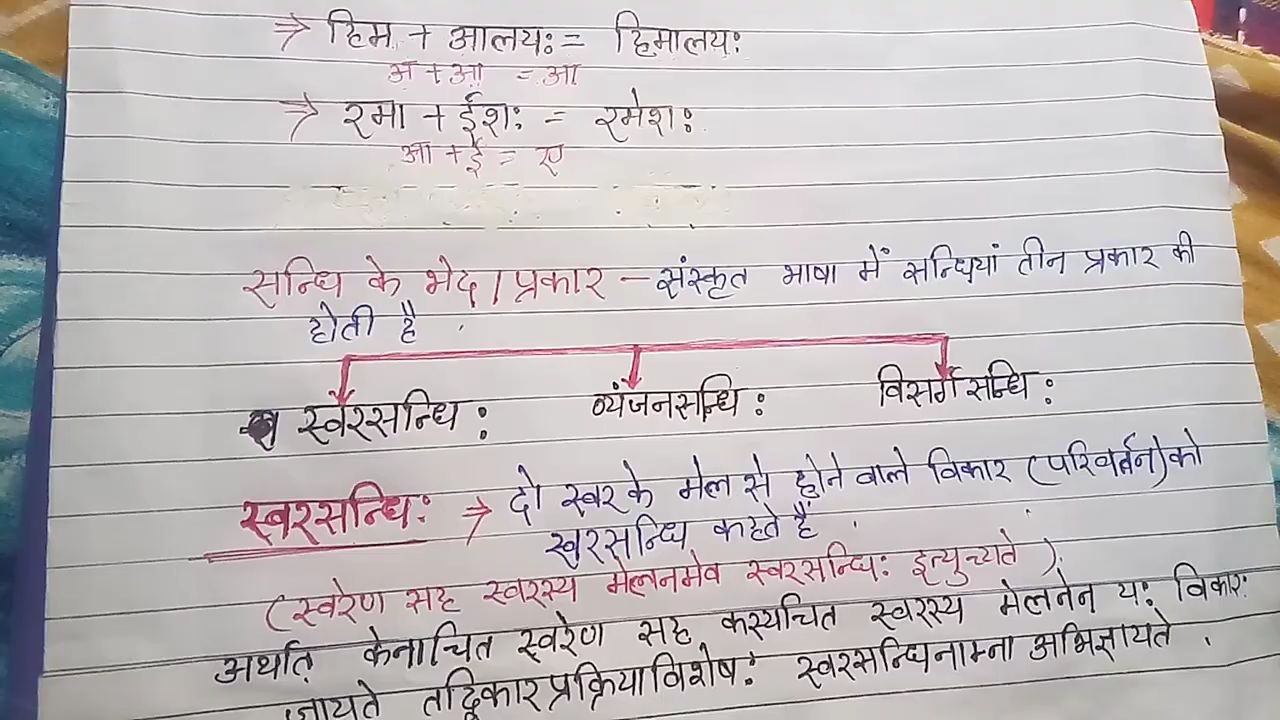 ⇒ हिम + आलयः = हिमालयः
अ + आ = आ
⇒ रमा + ईशः = रमेशः
आ + ई = ए
सन्धि के भेद / प्रकार – संस्कृत भाषा में सन्धियां तीन प्रकार की
होती है
स्वरसन्धिः व्यंजनसन्धिः विसर्गसन्धिः
स्वरसन्धिः ⇒ दो स्वर के मेल से होने वाले विकार (परिवर्तन) को
स्वरसन्धि कहते हैं
(स्वरेण सह स्वरस्य मेलनमेव स्वरसन्धिः इत्युच्यते)
अर्थात् केनाचित स्वरेण सह कस्यचित स्वरस्य मेलनेन यः विकारः
जायते तद्विकारप्रक्रियाविशेषः स्वरसन्धिनाम्ना अभिज्ञायते .